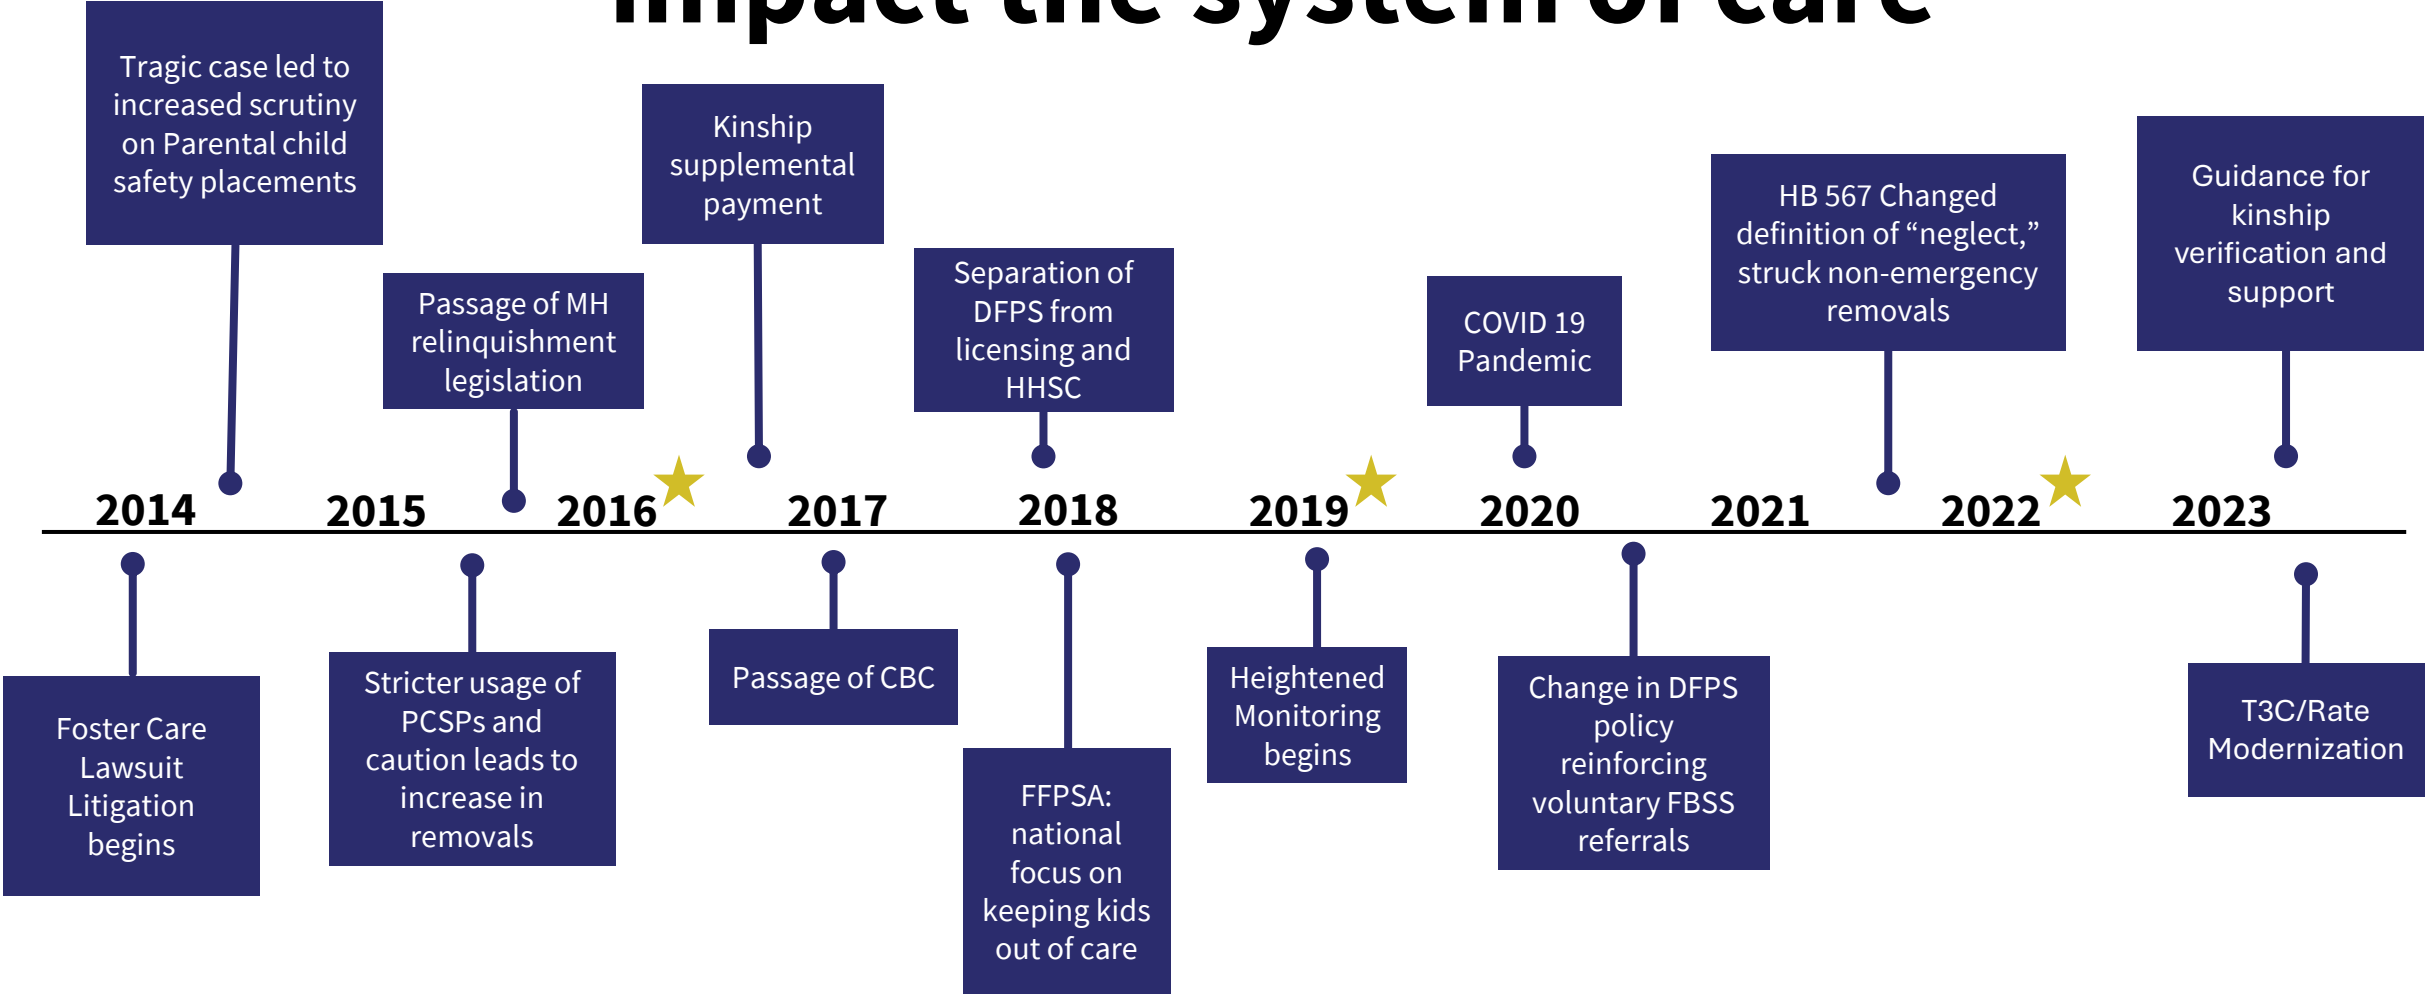 impact the system of care
Tragic case led to
increased scrutiny
on Parental child
safety placements
Passage of MH
relinquishment
legislation
Kinship
supplemental
payment
Separation of
DFPS from
licensing and
HHSC
COVID 19
Pandemic
HB 567 Changed
definition of “neglect,”
struck non-emergency
removals
Guidance for
kinship
verification and
support
2014 2015 2016 2017 2018 2019 2020 2021 2022 2023
Foster Care
Lawsuit
Litigation
begins
Stricter usage of
PCSPs and
caution leads to
increase in
removals
Passage of CBC
FFPSA:
national
focus on
keeping kids
out of care
Heightened
Monitoring
begins
Change in DFPS
policy
reinforcing
voluntary FBSS
referrals
T3C/Rate
Modernization